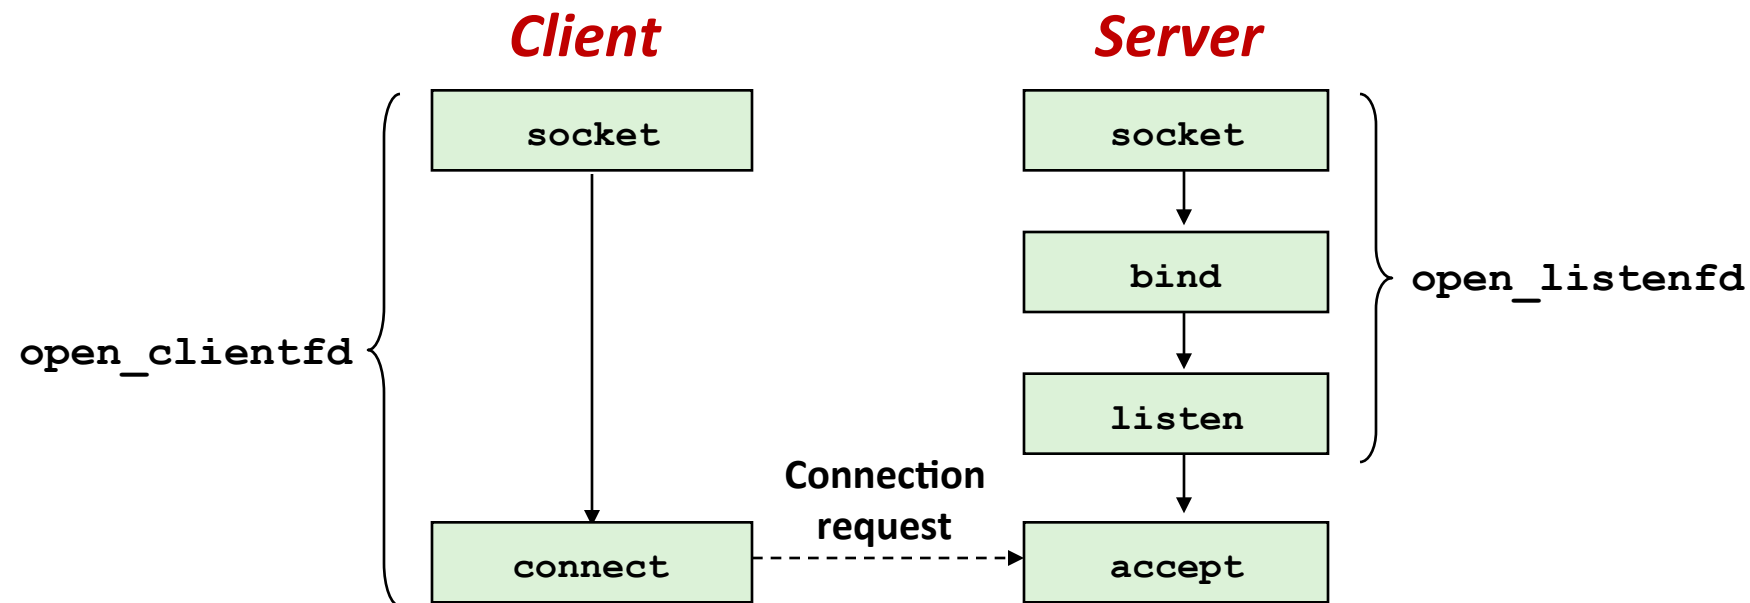 Client
Server
socket
socket
bind
open_listenfd
open_clientfd
listen
Connection
request
connect
accept